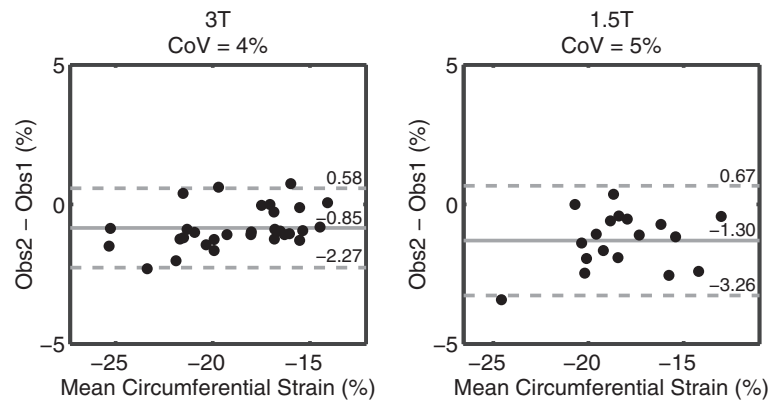 3T
CoV = 4%
5
0
−5
Obs2 − Obs1 (%)
0.58
−0.85
−2.27
−25
−20
−15
Mean Circumferential Strain (%)
1.5T
CoV = 5%
5
0
−5
Obs2 − Obs1 (%)
0.67
−1.30
−3.26
−25
−20
−15
Mean Circumferential Strain (%)